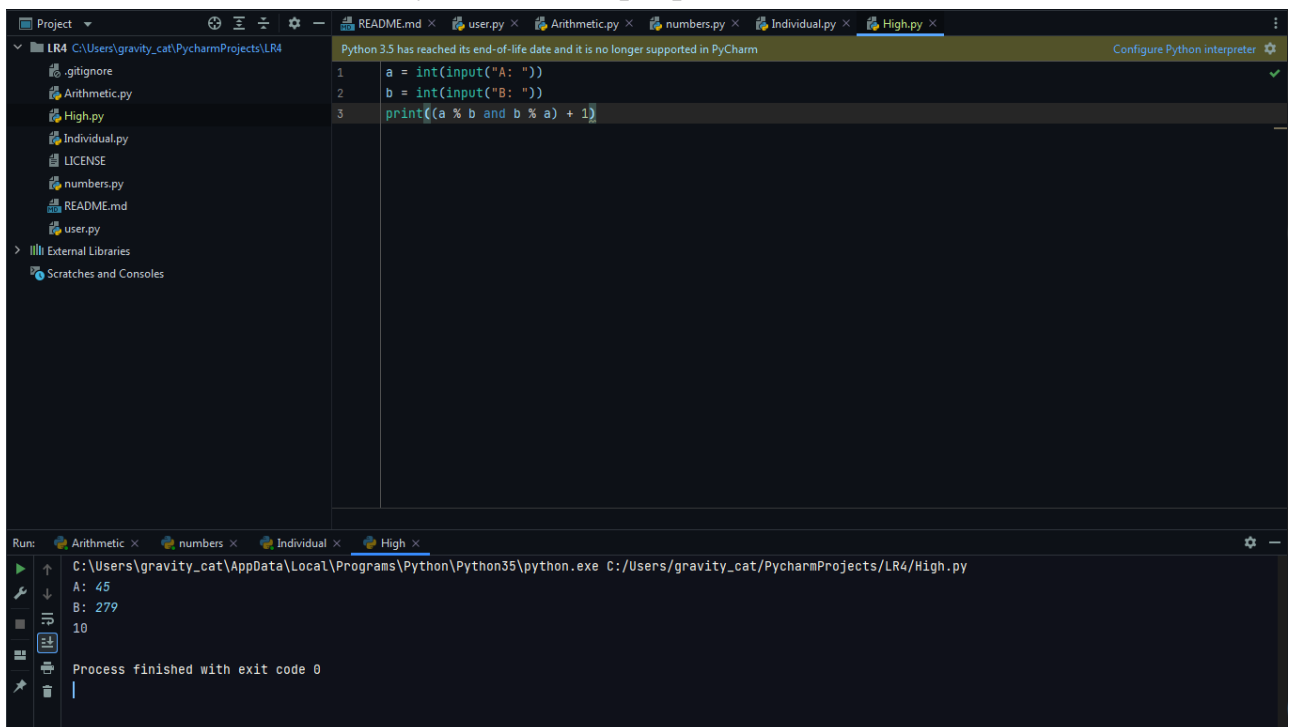 Project
README.md
user.py
Arithmetic.py
numbers.py
Individual.py
High.py
LR4 C:\Users\gravity_cat\PycharmProjects\LR4
.gitignore
Arithmetic.py
High.py
Individual.py
LICENSE
numbers.py
README.md
user.py
External Libraries
Scratches and Consoles
Python 3.5 has reached its end-of-life date and it is no longer supported in PyCharm
Configure Python interpreter
1 a = int(input("A: "))
2 b = int(input("B: "))
3 print((a % b and b % a) + 1)
Run:
Arithmetic
numbers
Individual
High
C:\Users\gravity_cat\AppData\Local\Programs\Python\Python35\python.exe C:/Users/gravity_cat/PycharmProjects/LR4/High.py
A: 45
B: 279
10
Process finished with exit code 0